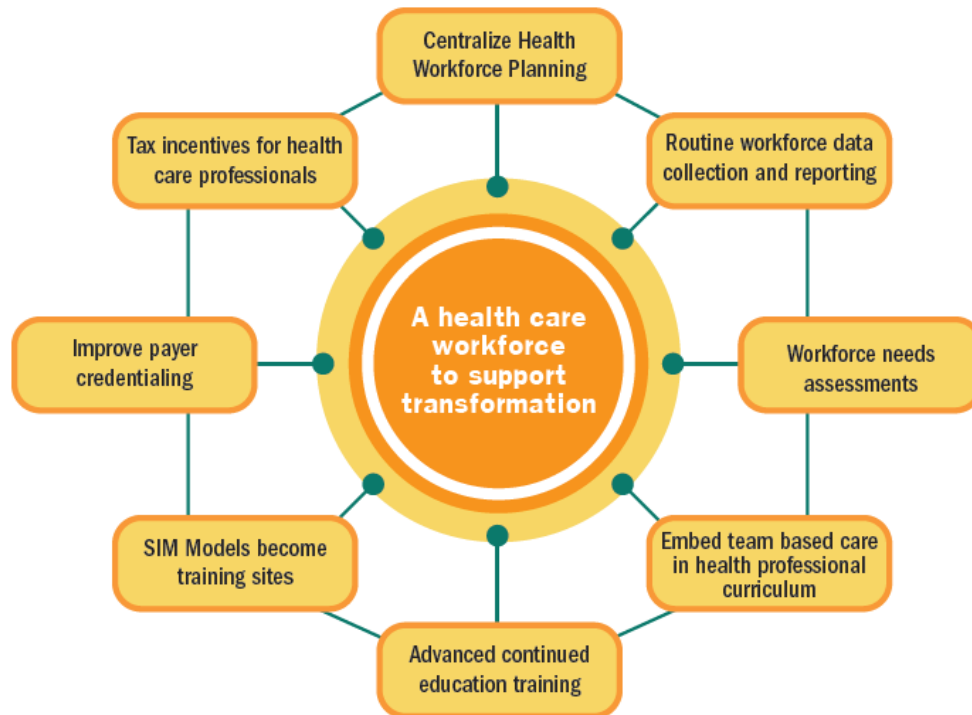 Centralize Health
Workforce Planning
Tax incentives for health
care professionals
Routine workforce data
collection and reporting
A health care
workforce
to support
transformation
Improve payer
credentialing
Workforce needs
assessments
SIM Models become
training sites
Embed team based care
in health professional
curriculum
Advanced continued
education training